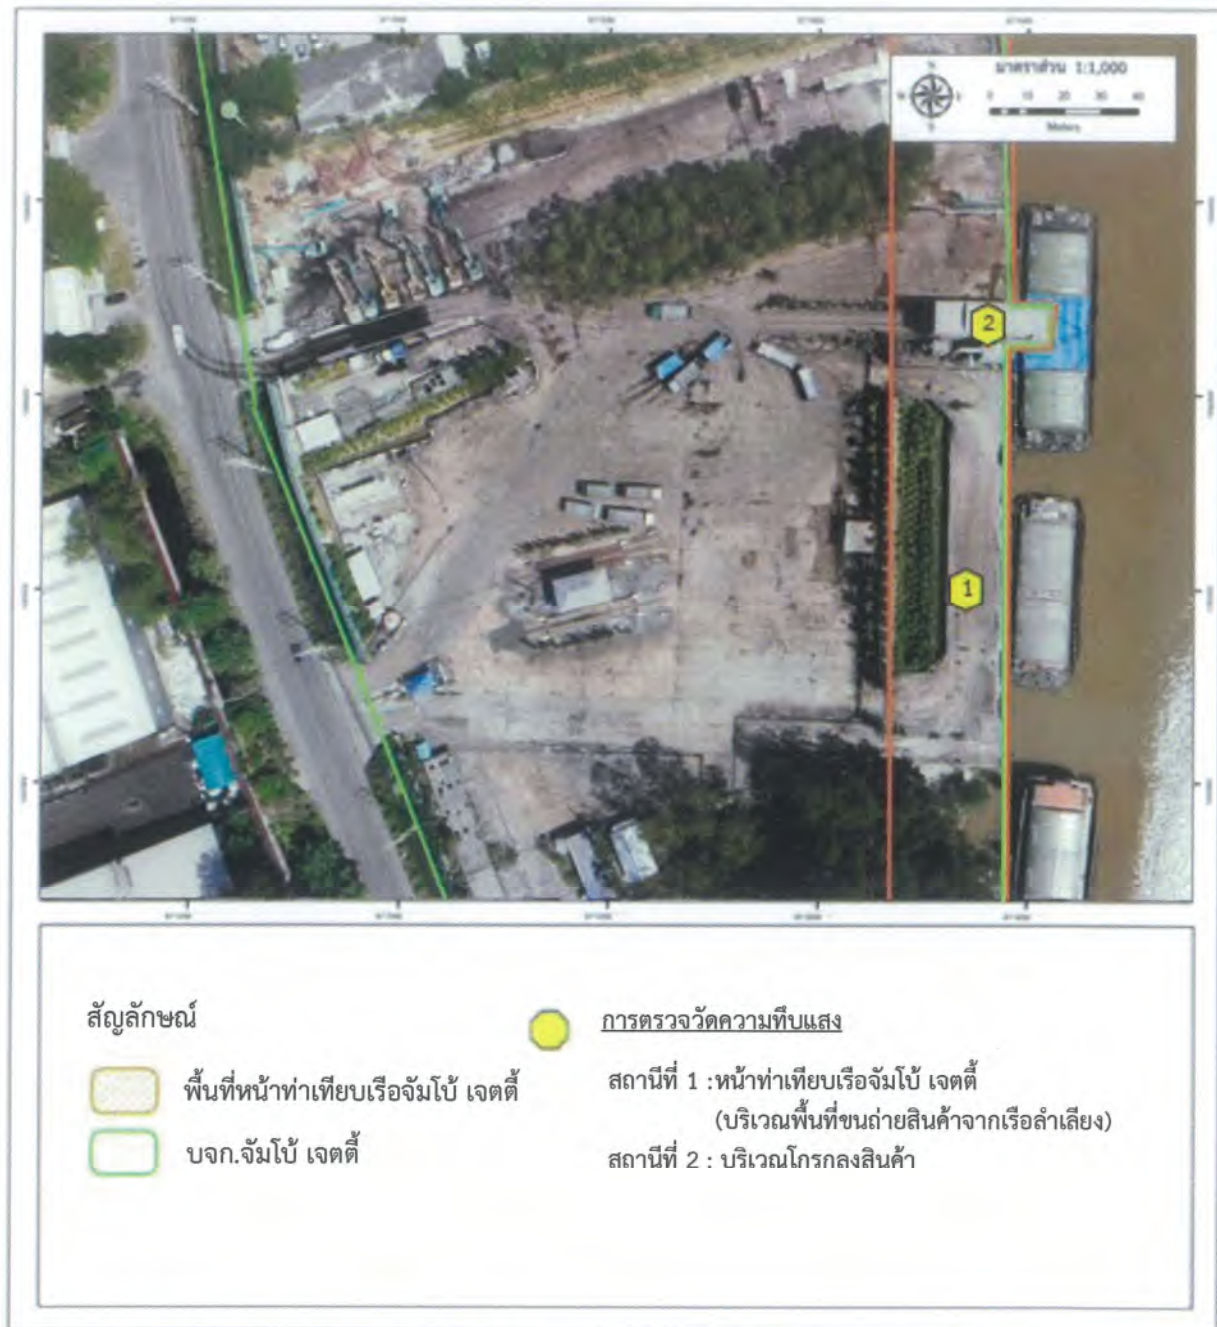 มาตราส่วน 1:1,000
0 10 20 30 40
Meters
2
1
สัญลักษณ์
พื้นที่หน้าท่าเทียบเรือจัมโบ้ เจตตี้
บจก.จัมโบ้ เจตตี้
การตรวจวัดความทึบแสง
สถานีที่ 1 :หน้าท่าเทียบเรือจัมโบ้ เจตตี้
(บริเวณพื้นที่ขนถ่ายสินค้าจากเรือลำเลียง)
สถานีที่ 2 : บริเวณโกรกลงสินค้า